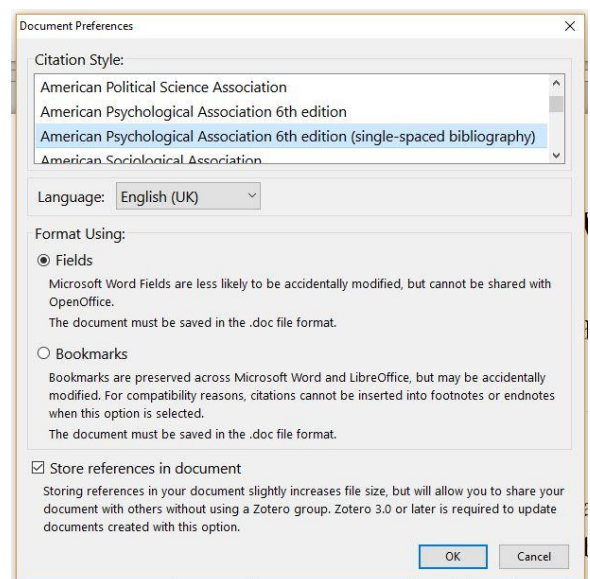 Document Preferences
Citation Style:
American Political Science Association
American Psychological Association 6th edition
American Psychological Association 6th edition (single-spaced bibliography)
American Sociological Association
Language: English (UK)
Format Using:
Fields
Microsoft Word Fields are less likely to be accidentally modified, but cannot be shared with
OpenOffice.
The document must be saved in the .doc file format.
Bookmarks
Bookmarks are preserved across Microsoft Word and LibreOffice, but may be accidentally
modified. For compatibility reasons, citations cannot be inserted into footnotes or endnotes
when this option is selected.
The document must be saved in the .doc file format.
Store references in document
Storing references in your document slightly increases file size, but will allow you to share your
document with others without using a Zotero group. Zotero 3.0 or later is required to update
documents created with this option.
OK Cancel